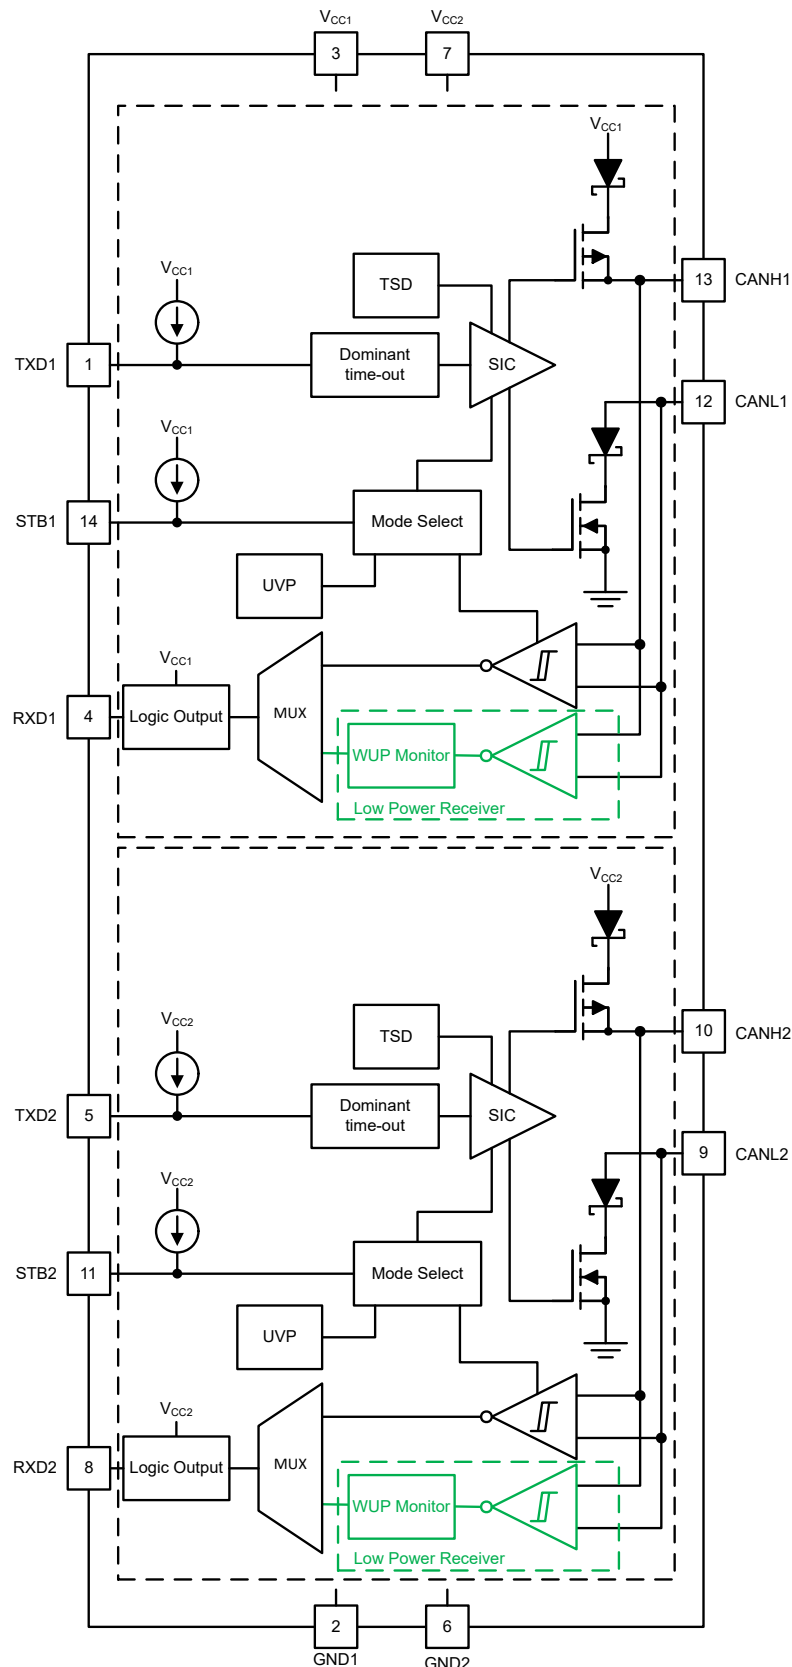 VCC1 VCC2
3 7
VCC1
VCC1
TSD
13 CANH1
TXD1 1
Dominant
time-out
SIC
12 CANL1
VCC1
STB1 14
Mode Select
UVP
VCC1
RXD1 4
Logic Output
MUX
WUP Monitor
Low Power Receiver
VCC2
VCC2
TSD
10 CANH2
TXD2 5
Dominant
time-out
SIC
9 CANL2
VCC2
STB2 11
Mode Select
UVP
VCC2
RXD2 8
Logic Output
MUX
WUP Monitor
Low Power Receiver
2 6
GND1 GND2